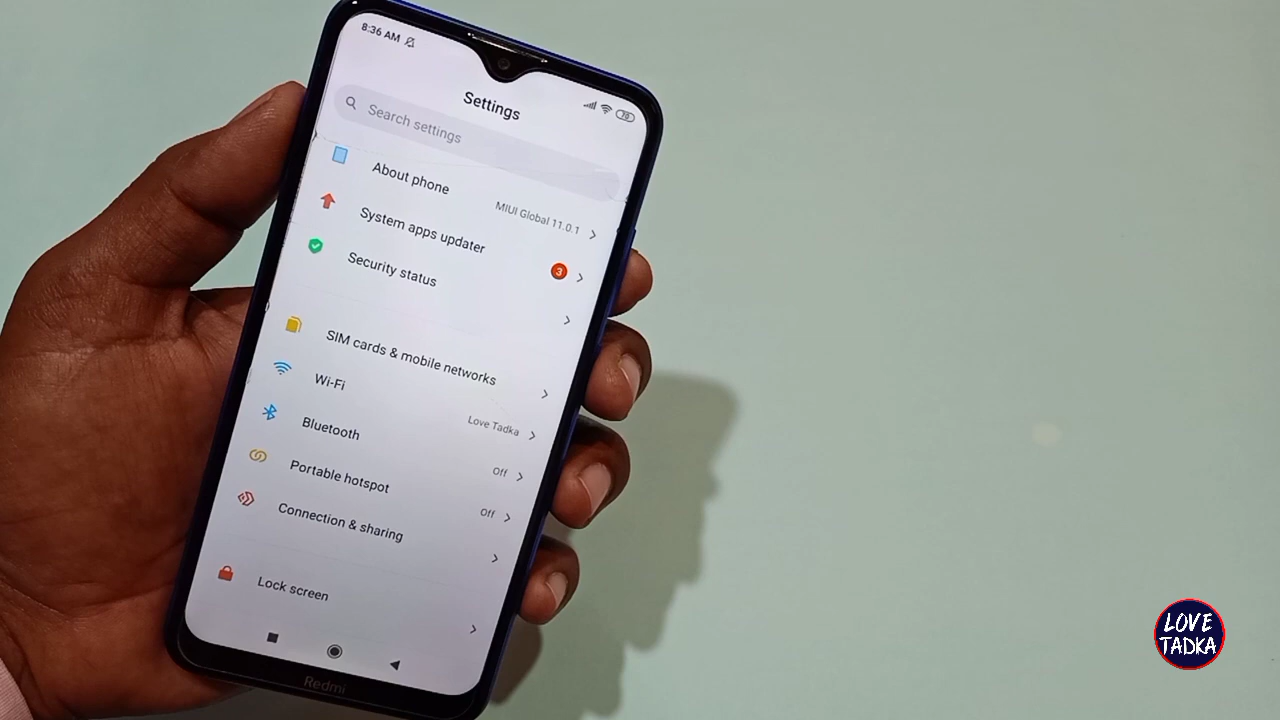 8:36 AM
70
Settings
Search settings
About phone
MIUI Global 11.0.1
System apps updater
3
Security status
SIM cards & mobile networks
Wi-Fi
Love Tadka
Bluetooth
Off
Portable hotspot
Off
Connection & sharing
Lock screen
Redmi
LOVE
TADKA